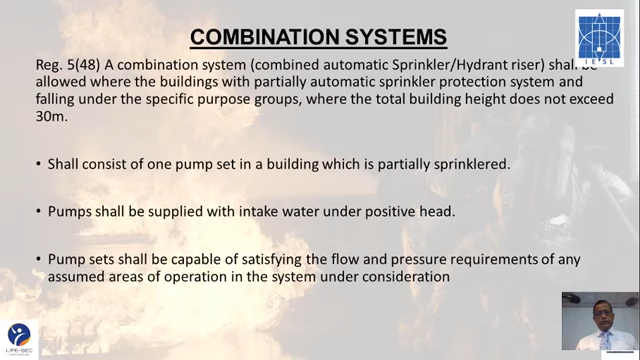 COMBINATION SYSTEMS
I E S L
Reg. 5(48) A combination system (combined automatic Sprinkler/Hydrant riser) shall be
allowed where the buildings with partially automatic sprinkler protection system and
falling under the specific purpose groups, where the total building height does not exceed
30m.
• Shall consist of one pump set in a building which is partially sprinklered.
• Pumps shall be supplied with intake water under positive head.
• Pump sets shall be capable of satisfying the flow and pressure requirements of any
assumed areas of operation in the system under consideration
LIFE-SEC